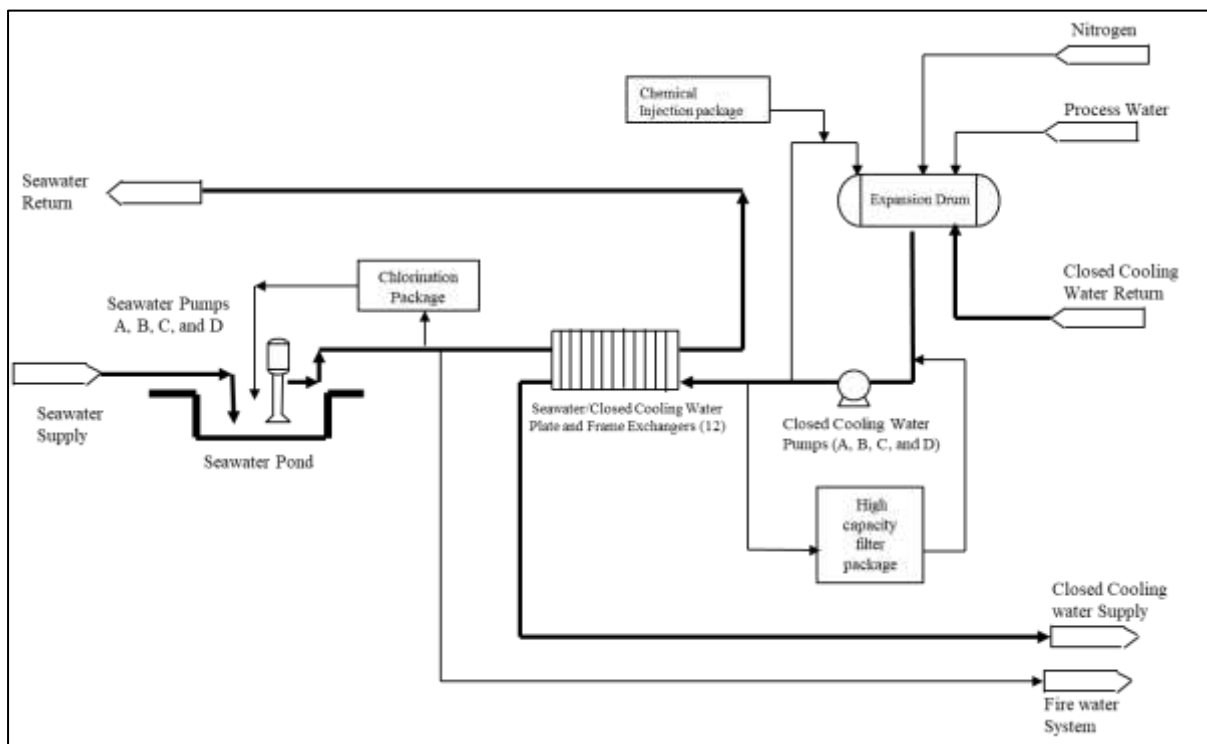 Nitrogen
Chemical
Injection package
Process Water
Seawater
Return
Expansion Drum
Chlorination
Package
Closed Cooling
Water Return
Seawater Pumps
A, B, C, and D
Seawater
Supply
Seawater/Closed Cooling Water
Plate and Frame Exchangers (12)
Closed Cooling Water
Pumps (A, B, C, and D)
Seawater Pond
High
capacity
filter
package
Closed Cooling
water Supply
Fire water
System